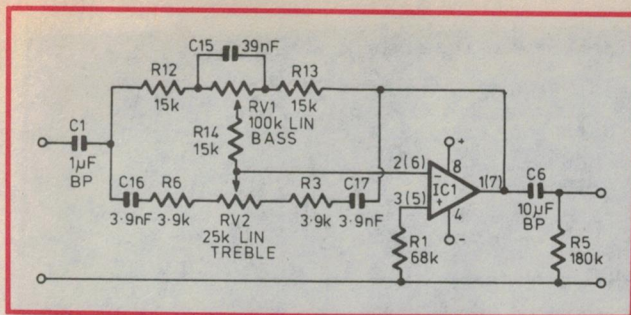 C15 39nF
R12
15k
R13
15k
RV1
100k LIN
BASS
R14
15k
C1
1µF
BP
C16
3·9nF
R6
3.9k
RV2
25k LIN
TREBLE
R3
3·9k
C17
3·9nF
2(6)
3(5)
IC1
-
+
8
+
4
-
1(7)
R1
68k
C6
10µF
BP
R5
180k